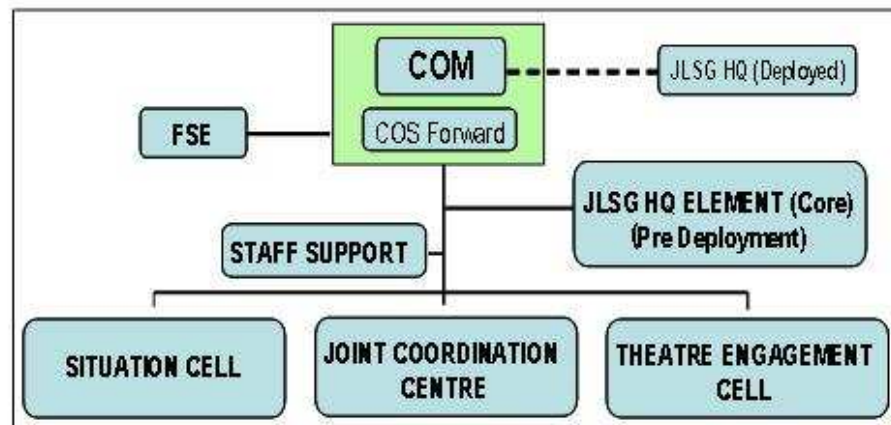 COM
JLSG HQ (Deployed)
FSE
COS Forward
JLSG HQ ELEMENT (Core)
(Pre Deployment)
STAFF SUPPORT
SITUATION CELL
JOINT COORDINATION
CENTRE
THEATRE ENGAGEMENT
CELL